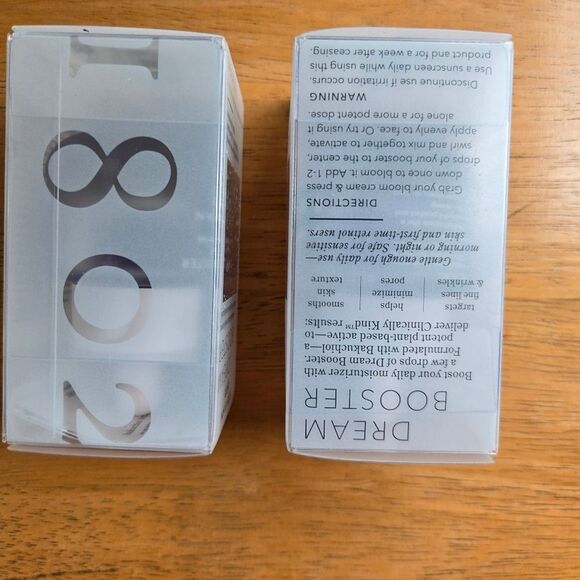 1802
DREAM
BOOSTER
Boost your daily moisturizer with
a few drops of Dream Booster.
Formulated with Bakuchiol—a
potent plant-based active—to
deliver Clinically Kind™ results:
targets helps smooths
fine lines minimize skin
& wrinkles pores texture
Gentle enough for daily use—
morning or night. Safe for sensitive
skin and first-time retinol users.
DIRECTIONS
Grab your bloom cream & press
down once to bloom it. Add 1-2
drops of your booster to the center,
swirl and mix together to activate,
apply evenly to face. Or try using it
alone for a more potent dose.
WARNING
Discontinue use if irritation occurs.
Use a sunscreen daily while using this
product and for a week after ceasing.